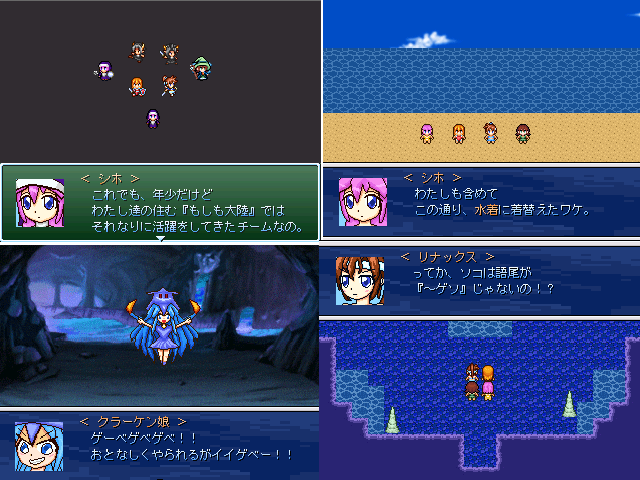 < シホ >
これでも、年少だけど
わたし達の住む『もしも大陸』では
それなりに活躍をしてきたチームなの。
< シホ >
わたしも含めて
この通り、水着に着替えたワケ。
< クラーケン娘 >
ゲーベゲベゲベ！！
おとなしくやられるがイイゲベー！！
< リナックス >
ってか、ソコは語尾が
『～ゲソ』じゃないの！？